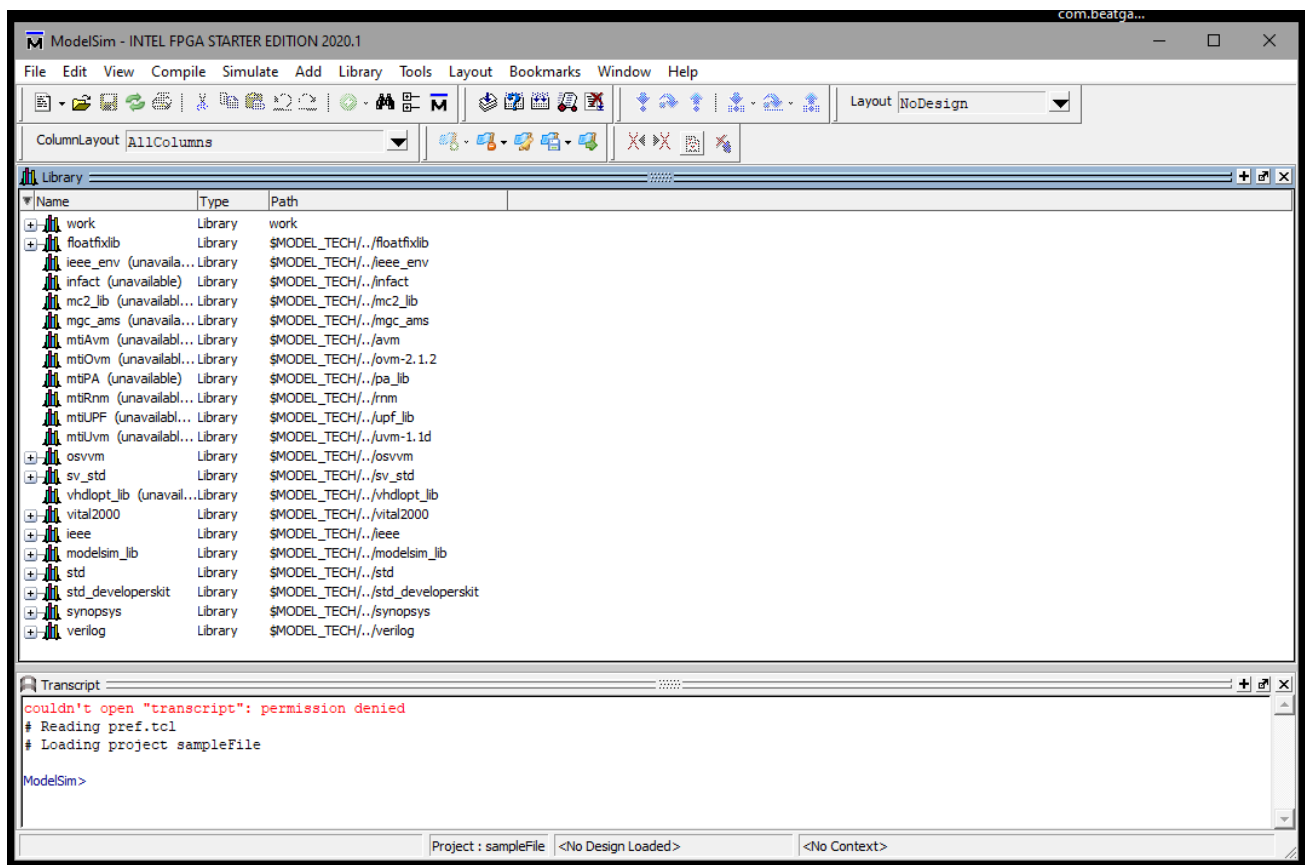 com.beatga...
ModelSim - INTEL FPGA STARTER EDITION 2020.1
File Edit View Compile Simulate Add Library Tools Layout Bookmarks Window Help
Layout NoDesign
ColumnLayout AllColumns
Library
Name Type Path
work Library work
floatfixlib Library $MODEL_TECH/../floatfixlib
ieee_env (unavaila... Library $MODEL_TECH/../ieee_env
infact (unavailable) Library $MODEL_TECH/../infact
mc2_lib (unavailabl... Library $MODEL_TECH/../mc2_lib
mgc_ams (unavaila... Library $MODEL_TECH/../mgc_ams
mtiAvm (unavailabl... Library $MODEL_TECH/../avm
mtiOvm (unavailabl... Library $MODEL_TECH/../ovm-2.1.2
mtiPA (unavailable) Library $MODEL_TECH/../pa_lib
mtiRnm (unavailabl... Library $MODEL_TECH/../rnm
mtiUPF (unavailabl... Library $MODEL_TECH/../upf_lib
mtiUvm (unavailabl... Library $MODEL_TECH/../uvm-1.1d
osvvm Library $MODEL_TECH/../osvvm
sv_std Library $MODEL_TECH/../sv_std
vhdlopt_lib (unavail... Library $MODEL_TECH/../vhdlopt_lib
vital2000 Library $MODEL_TECH/../vital2000
ieee Library $MODEL_TECH/../ieee
modelsim_lib Library $MODEL_TECH/../modelsim_lib
std Library $MODEL_TECH/../std
std_developerskit Library $MODEL_TECH/../std_developerskit
synopsys Library $MODEL_TECH/../synopsys
verilog Library $MODEL_TECH/../verilog
Transcript
couldn't open "transcript": permission denied
# Reading pref.tcl
# Loading project sampleFile
ModelSim>
Project : sampleFile <No Design Loaded> <No Context>